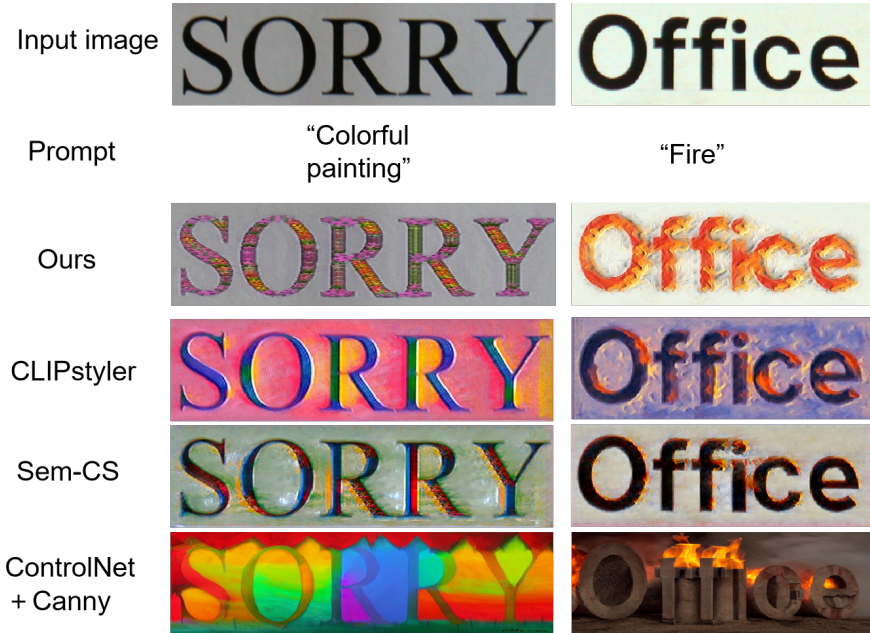 Input image SORRY Office
Prompt “Colorful painting” “Fire”
Ours SORRY Office
CLIPstyler SORRY Office
Sem-CS SORRY Office
ControlNet + Canny SORRY Office